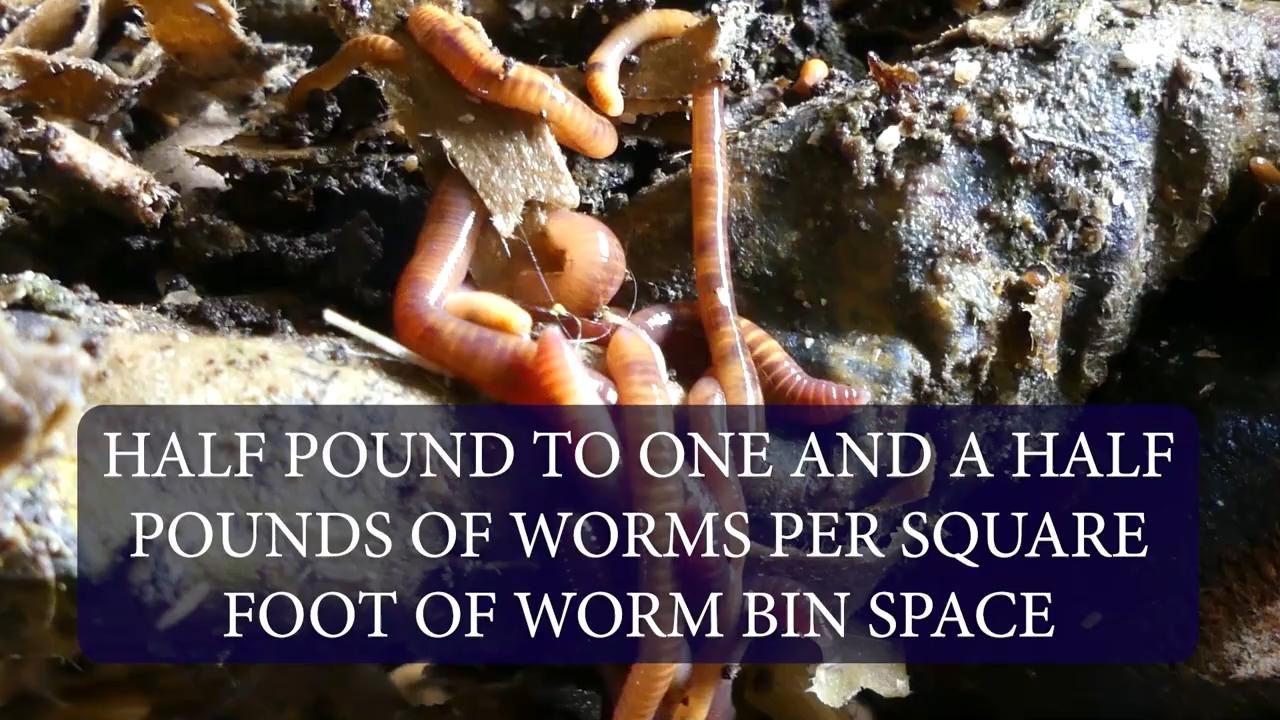 HALF POUND TO ONE AND A HALF
POUNDS OF WORMS PER SQUARE
FOOT OF WORM BIN SPACE